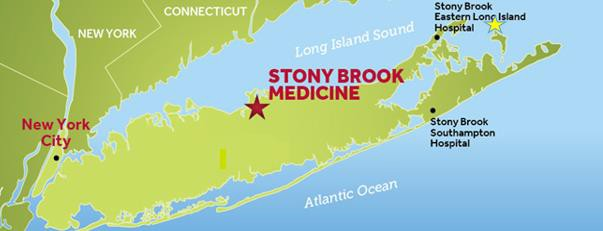 CONNECTICUT
NEW YORK
Long Island Sound
Stony Brook
Eastern Long Island
Hospital
STONY BROOK
MEDICINE
New York
City
Stony Brook
Southampton
Hospital
Atlantic Ocean